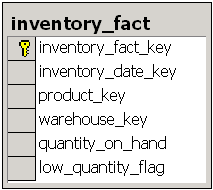 inventory_fact
inventory_fact_key
inventory_date_key
product_key
warehouse_key
quantity_on_hand
low_quantity_flag